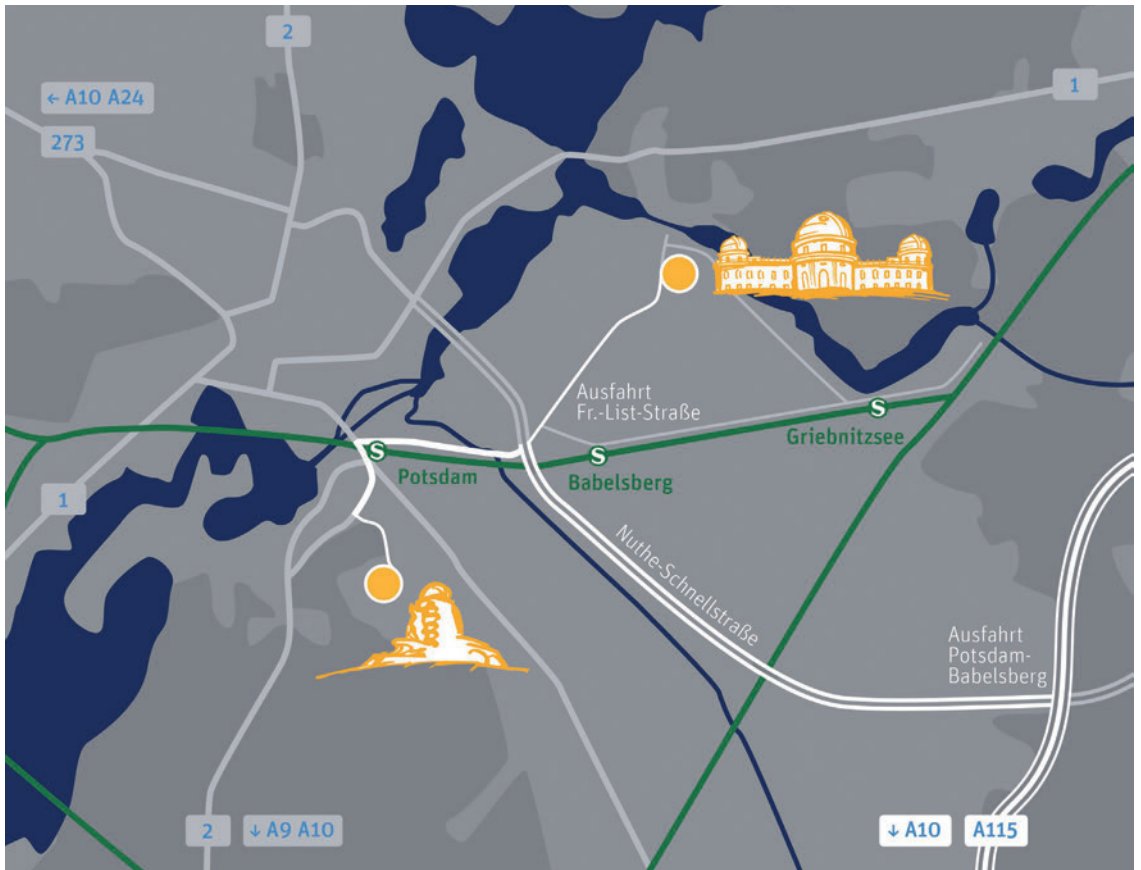 2
← A10 A24
1
273
Ausfahrt
Fr.-List-Straße
S
Griebnitzsee
S
Potsdam
S
Babelsberg
1
Nuthe-Schnellstraße
Ausfahrt
Potsdam-
Babelsberg
2
↓ A9 A10
↓ A10
A115